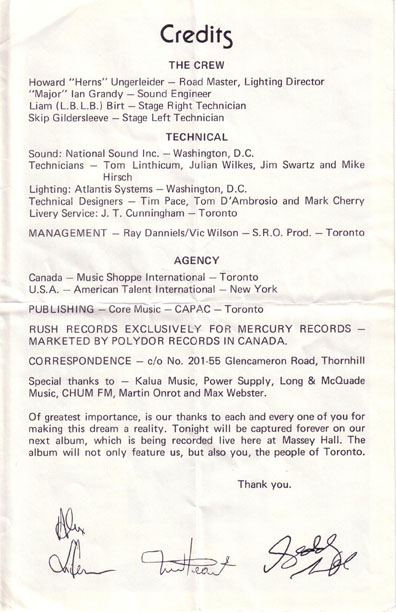 Credits
THE CREW
Howard "Herns" Ungerleider — Road Master, Lighting Director
"Major" Ian Grandy — Sound Engineer
Liam (L.B.L.B.) Birt — Stage Right Technician
Skip Gildersleeve — Stage Left Technician
TECHNICAL
Sound: National Sound Inc. — Washington, D.C.
Technicians — Tom Linthicum, Julian Wilkes, Jim Swartz and Mike
Hirsch
Lighting: Atlantis Systems — Washington, D.C.
Technical Designers — Tim Pace, Tom D'Ambrosio and Mark Cherry
Livery Service: J. T. Cunningham — Toronto
MANAGEMENT — Ray Danniels/Vic Wilson — S.R.O. Prod. — Toronto
AGENCY
Canada — Music Shoppe International — Toronto
U.S.A. — American Talent International — New York
PUBLISHING — Core Music — CAPAC — Toronto
RUSH RECORDS EXCLUSIVELY FOR MERCURY RECORDS —
MARKETED BY POLYDOR RECORDS IN CANADA.
CORRESPONDENCE — c/o No. 201-55 Glencameron Road, Thornhill
Special thanks to — Kalua Music, Power Supply, Long & McQuade
Music, CHUM FM, Martin Onrot and Max Webster.
Of greatest importance, is our thanks to each and every one of you for
making this dream a reality. Tonight will be captured forever on our
next album, which is being recorded live here at Massey Hall. The
album will not only feature us, but also you, the people of Toronto.
Thank you.
Alex